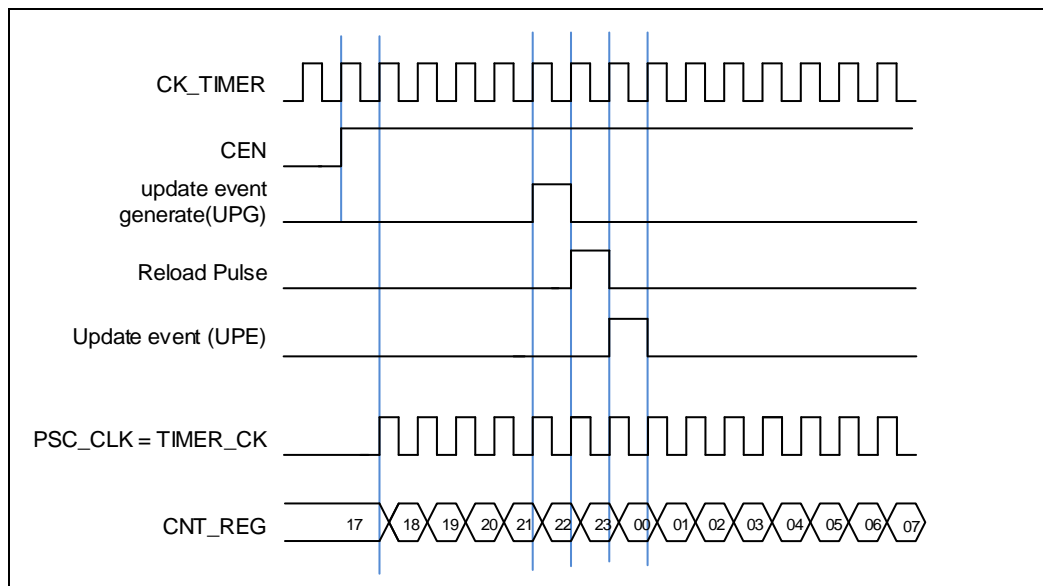 CK_TIMER
CEN
update event
generate(UPG)
Reload Pulse
Update event (UPE)
PSC_CLK = TIMER_CK
CNT_REG 17 18 19 20 21 22 23 00 01 02 03 04 05 06 07